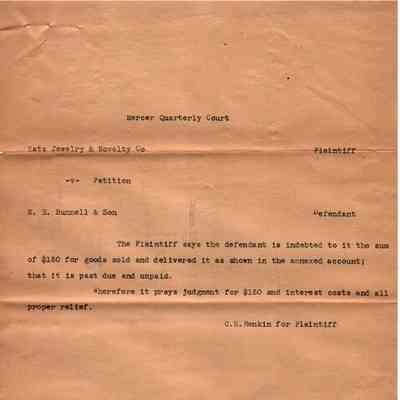 Mercer Quarterly Court
Katz Jewelry & Novelty Co Plaintiff
-v- Petition
E. E. Bunnell & Son Defendant
The Plaintiff says the defendant is indebted to it the sum
of $150 for goods sold and delivered it as shown in the annexed account;
that it is past due and unpaid.
Wherefore it prays judgment for $150 and interest costs and all
proper relief.
C.E. Rankin for Plaintiff